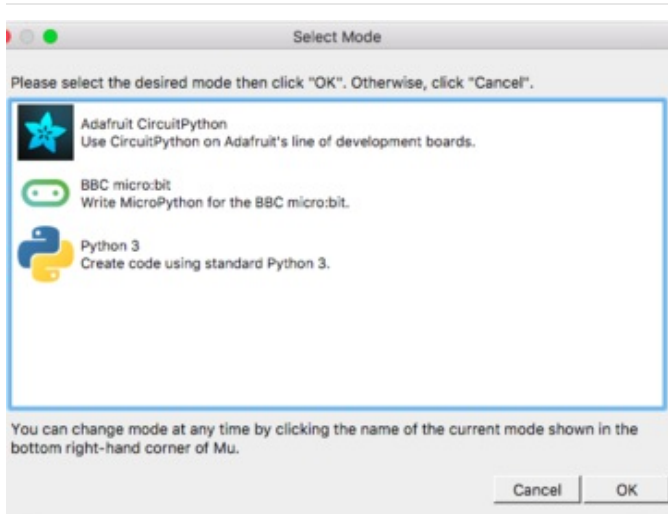 Select Mode
Please select the desired mode then click "OK". Otherwise, click "Cancel".
Adafruit CircuitPython
Use CircuitPython on Adafruit's line of development boards.
BBC micro:bit
Write MicroPython for the BBC micro:bit.
Python 3
Create code using standard Python 3.
You can change mode at any time by clicking the name of the current mode shown in the
bottom right-hand corner of Mu.
Cancel OK